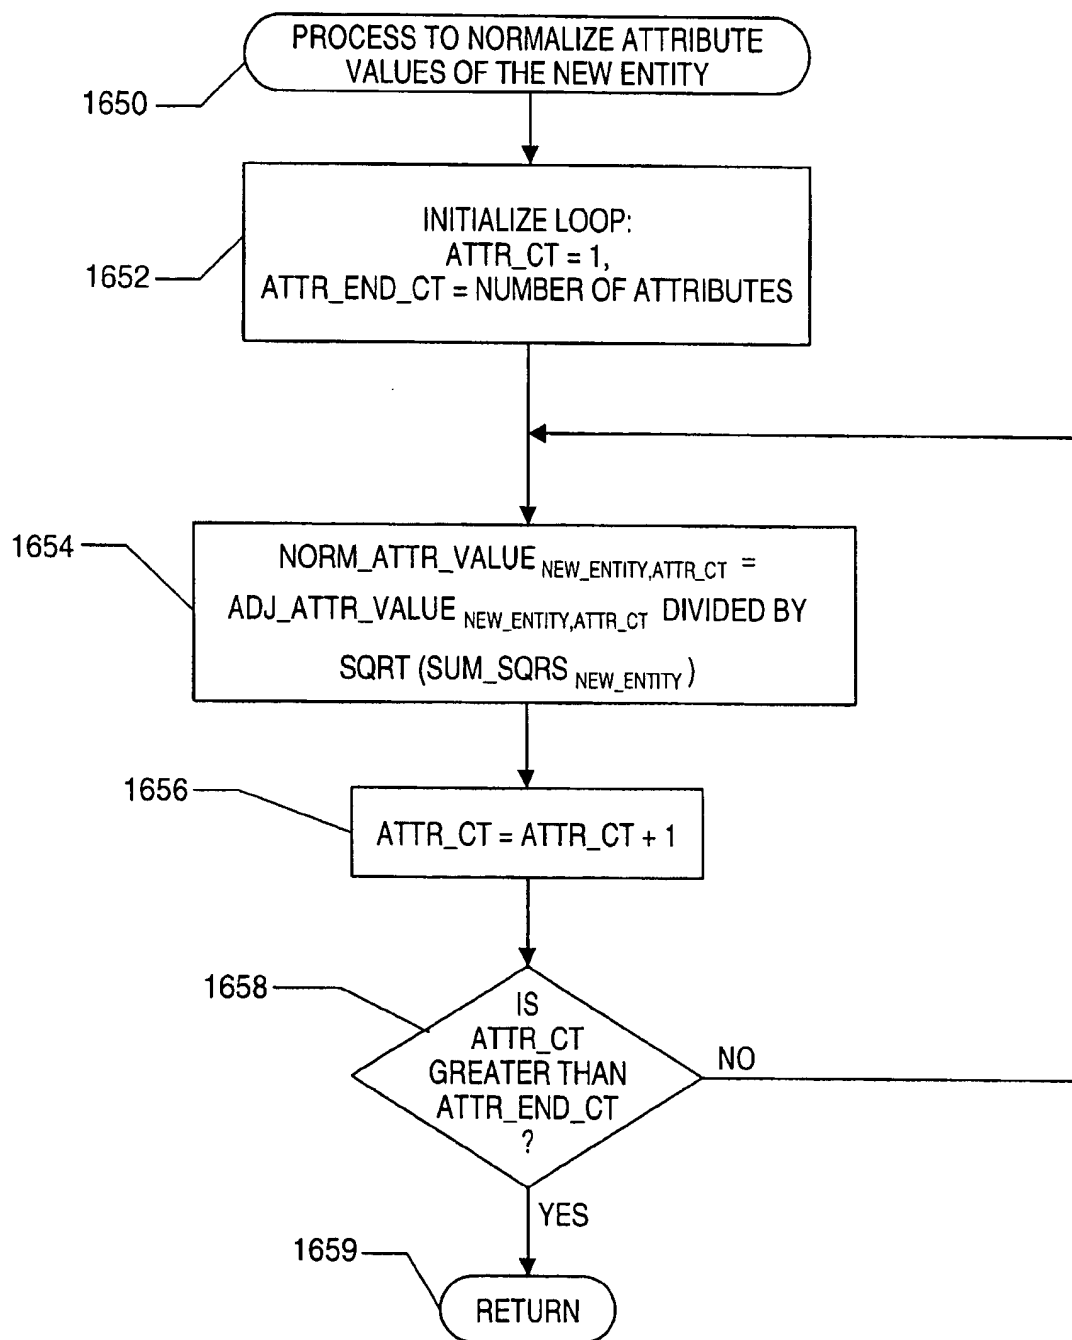 PROCESS TO NORMALIZE ATTRIBUTE
VALUES OF THE NEW ENTITY
1650
INITIALIZE LOOP:
ATTR_CT = 1,
ATTR_END_CT = NUMBER OF ATTRIBUTES
1652
1654
NORM_ATTR_VALUE NEW_ENTITY,ATTR_CT =
ADJ_ATTR_VALUE NEW_ENTITY,ATTR_CT DIVIDED BY
SQRT (SUM_SQRS NEW_ENTITY )
1656
ATTR_CT = ATTR_CT + 1
1658
IS
ATTR_CT
GREATER THAN
ATTR_END_CT
?
NO
YES
1659
RETURN